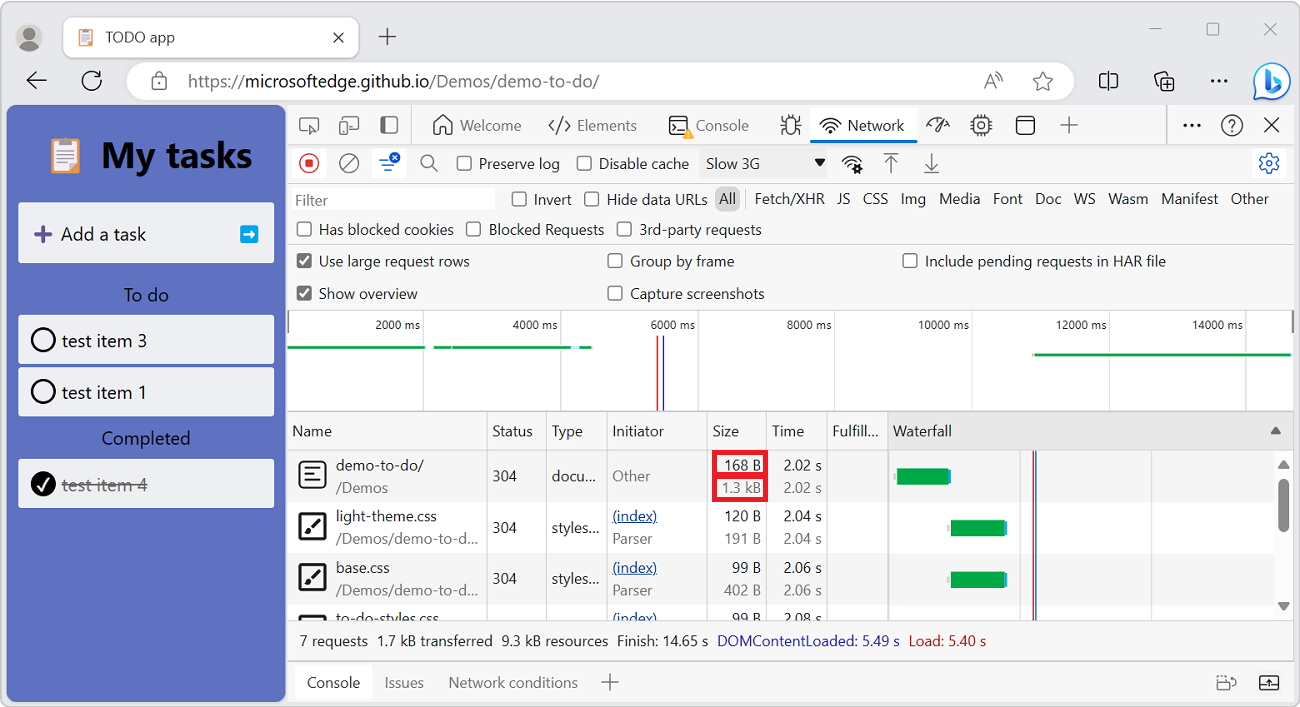 TODO app
https://microsoftedge.github.io/Demos/demo-to-do/
My tasks
Add a task
To do
test item 3
test item 1
Completed
test item 4
Welcome Elements Console Network
Preserve log Disable cache Slow 3G
Filter Invert Hide data URLs All Fetch/XHR JS CSS Img Media Font Doc WS Wasm Manifest Other
Has blocked cookies Blocked Requests 3rd-party requests
Use large request rows Group by frame Include pending requests in HAR file
Show overview Capture screenshots
2000 ms 4000 ms 6000 ms 8000 ms 10000 ms 12000 ms 14000 ms
Name Status Type Initiator Size Time Fulfill... Waterfall
demo-to-do/ 304 docu... Other 168 B 2.02 s
/Demos 1.3 kB 2.02 s
light-theme.css 304 styles... (index) 120 B 2.04 s
/Demos/demo-to-d... Parser 191 B 2.04 s
base.css 304 styles... (index) 99 B 2.06 s
/Demos/demo-to-d... Parser 402 B 2.06 s
to-do-styles.css (index) 99 B 2.08 s
7 requests 1.7 kB transferred 9.3 kB resources Finish: 14.65 s DOMContentLoaded: 5.49 s Load: 5.40 s
Console Issues Network conditions